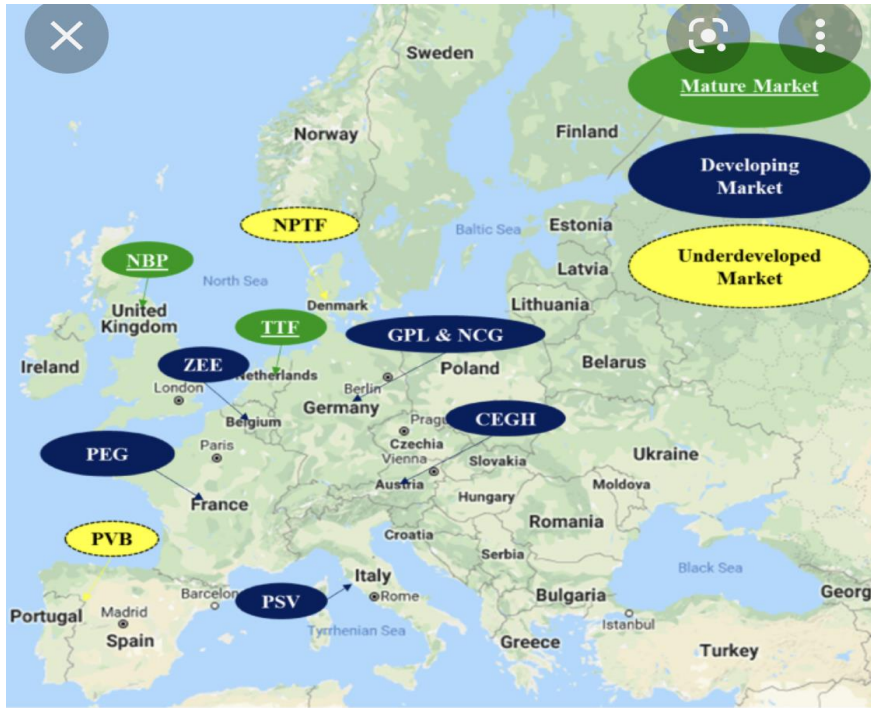 Sweden
Mature Market
Norway
Finland
Developing
Market
NPTF
Baltic Sea
Estonia
Underdeveloped
Market
NBP
North Sea
Latvia
Denmark
Lithuania
United
Kingdom
TTF
GPL & NCG
Ireland
ZEE
Netherlands
Poland
Belarus
London
Berlin
Germany
Belgium
CEGH
Prag
PEG
Paris
Czechia
Vienna
Slovakia
Ukraine
Austria
Moldova
France
Hungary
Romania
PVB
Croatia
Serbia
Black Sea
Italy
Barcelon
PSV
Rome
Bulgaria
Georg
Portugal
Madrid
Spain
Tyrrhenian Sea
Istanbul
Greece
Turkey